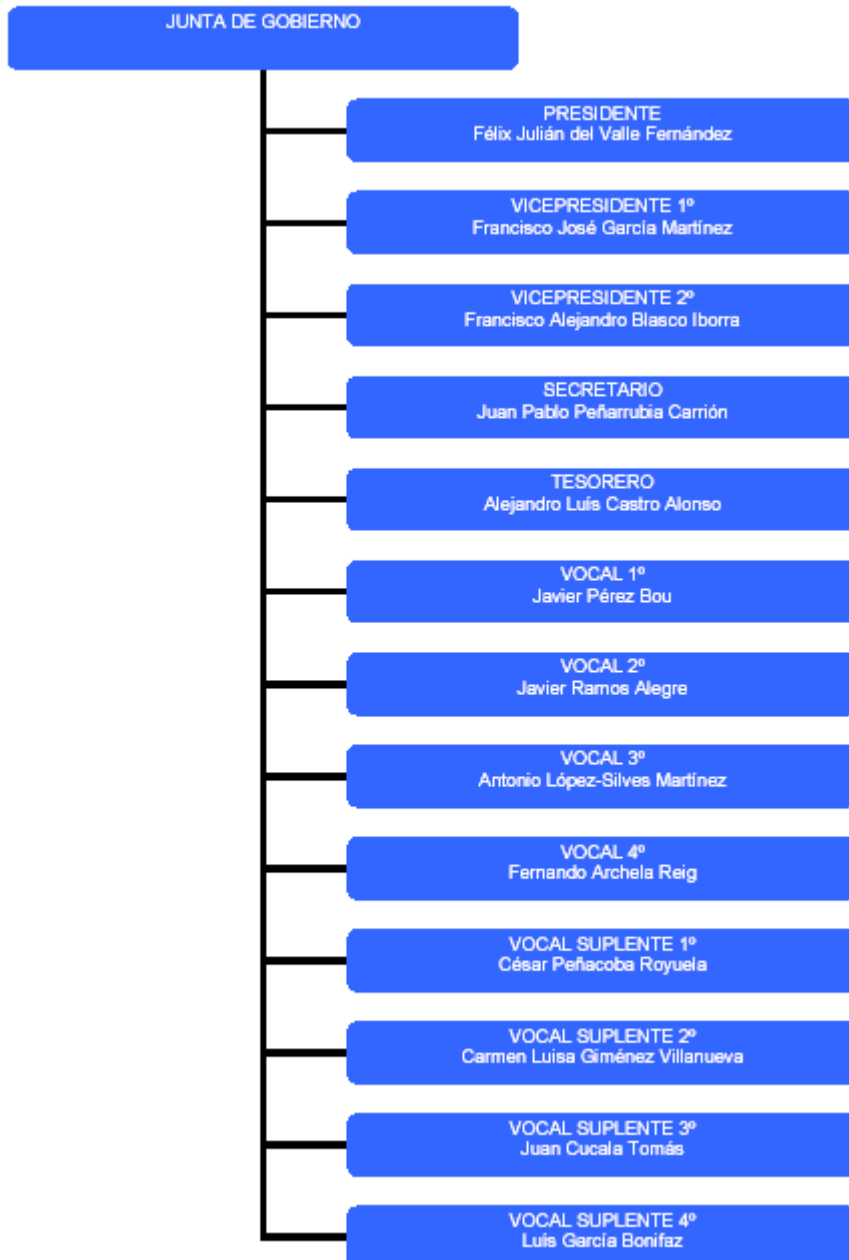 JUNTA DE GOBIERNO
PRESIDENTE
Félix Julián del Valle Fernández
VICEPRESIDENTE 1º
Francisco José García Martínez
VICEPRESIDENTE 2º
Francisco Alejandro Blasco Iborra
SECRETARIO
Juan Pablo Peñarrubia Carrión
TESORERO
Alejandro Luís Castro Alonso
VOCAL 1º
Javier Pérez Bou
VOCAL 2º
Javier Ramos Alegre
VOCAL 3º
Antonio López-Silves Martínez
VOCAL 4º
Fernando Archela Reig
VOCAL SUPLENTE 1º
César Peñacoba Royuela
VOCAL SUPLENTE 2º
Carmen Luisa Giménez Villanueva
VOCAL SUPLENTE 3º
Juan Cucala Tomás
VOCAL SUPLENTE 4º
Luís García Bonifaz